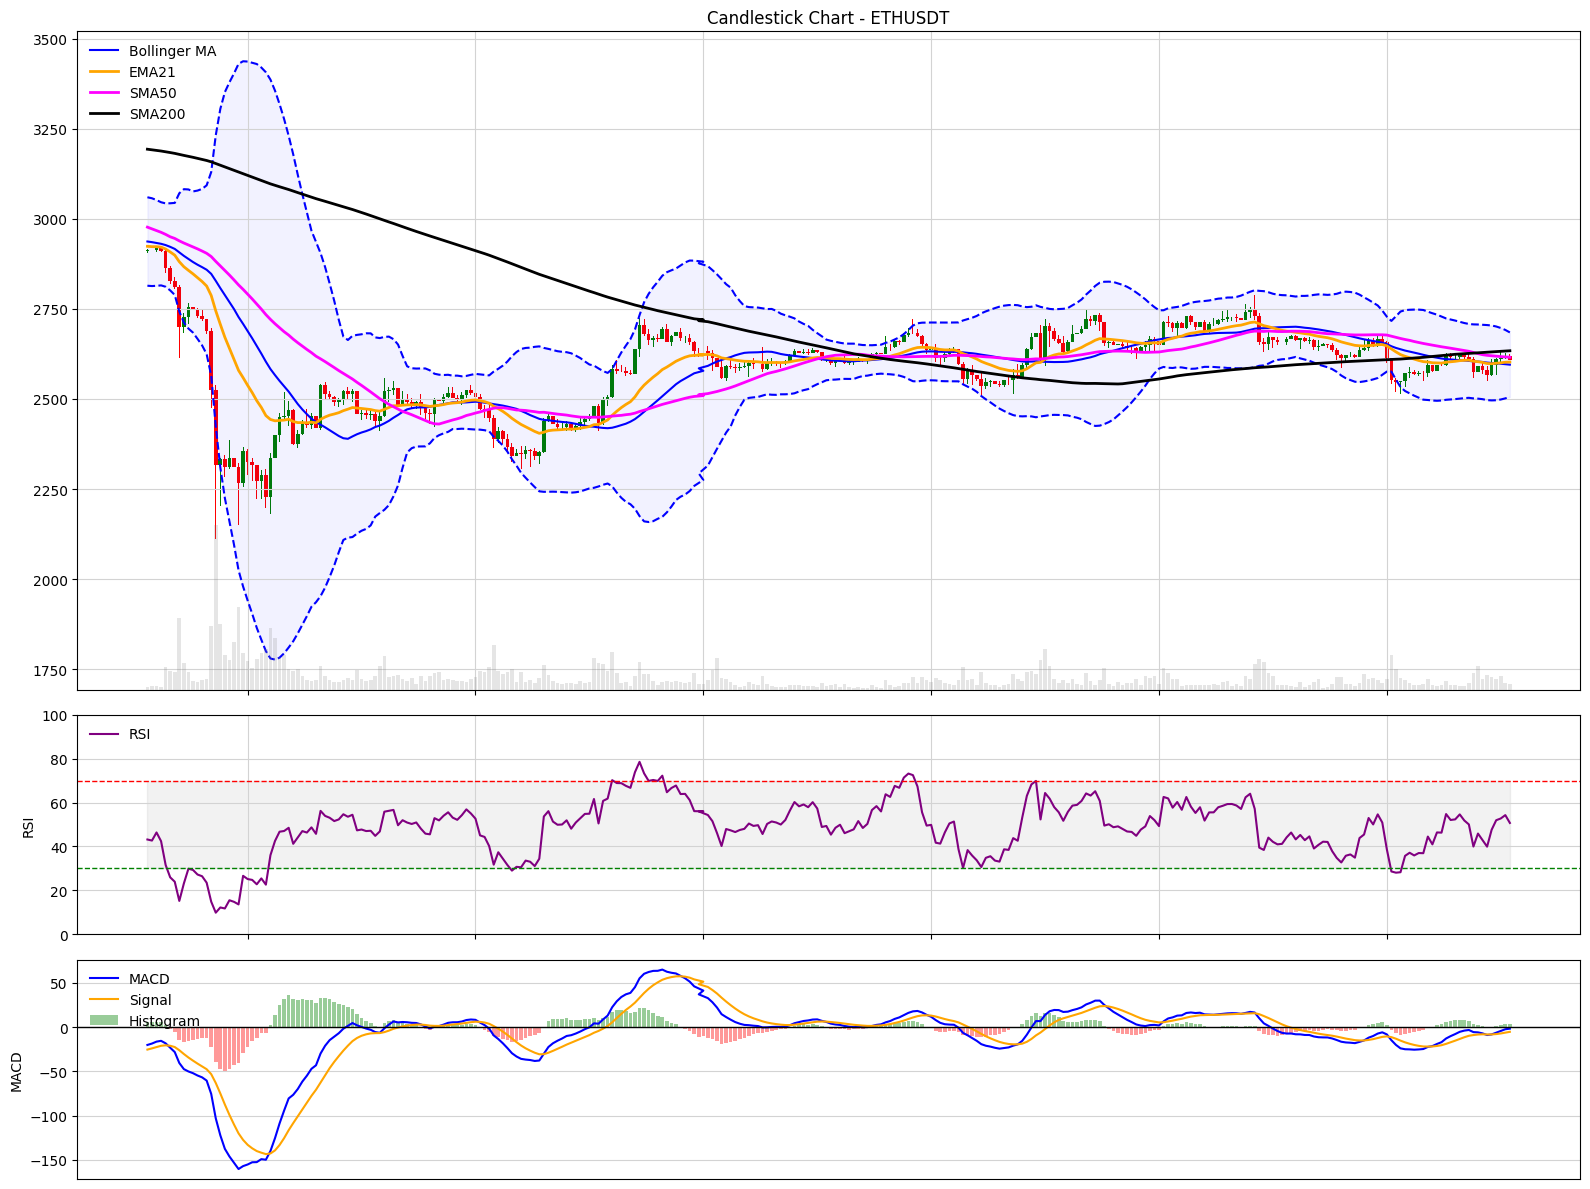 Candlestick Chart - ETHUSDT
3500
3250
3000
2750
2500
2250
2000
1750
Bollinger MA
EMA21
SMA50
SMA200
100
80
60
40
20
0
RSI
RSI
50
0
−50
−100
−150
MACD
MACD
Signal
Histogram